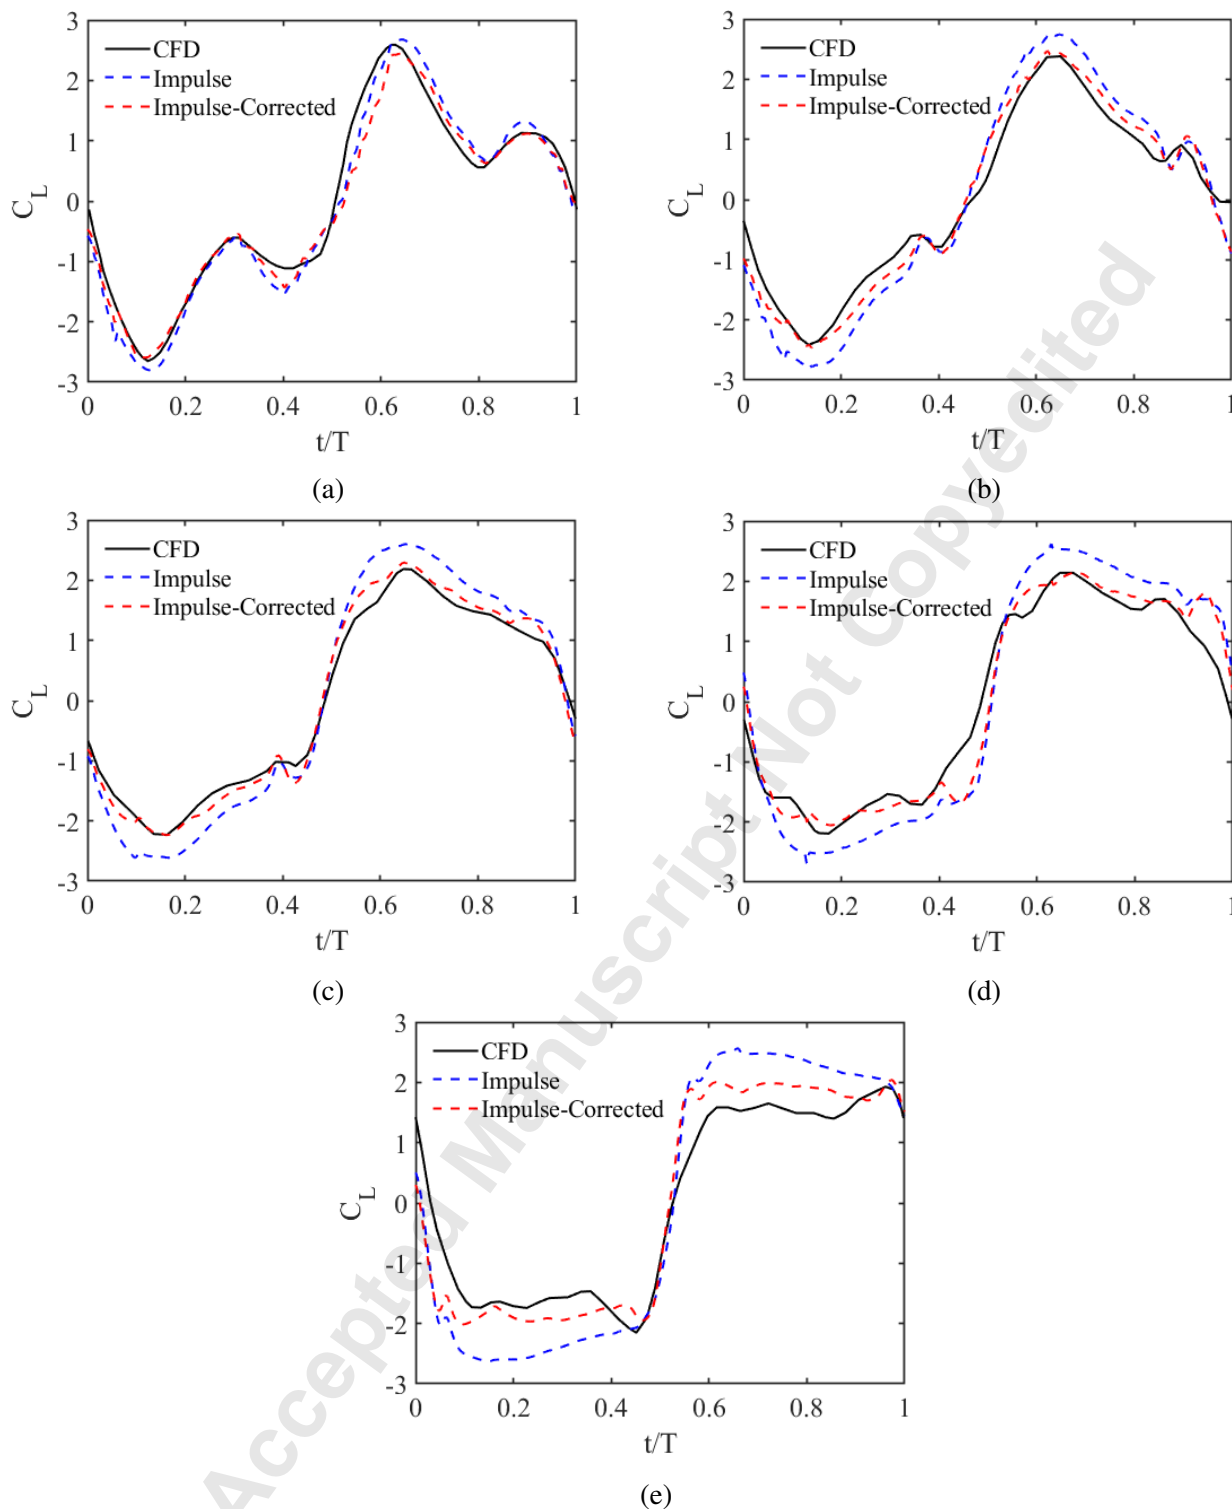 3
2
1
0
-1
-2
-3
C_L
CFD
Impulse
Impulse-Corrected
0 0.2 0.4 0.6 0.8 1
t/T
(a)
3
2
1
0
-1
-2
-3
C_L
CFD
Impulse
Impulse-Corrected
0 0.2 0.4 0.6 0.8 1
t/T
(b)
3
2
1
0
-1
-2
-3
C_L
CFD
Impulse
Impulse-Corrected
0 0.2 0.4 0.6 0.8 1
t/T
(c)
3
2
1
0
-1
-2
-3
C_L
CFD
Impulse
Impulse-Corrected
0 0.2 0.4 0.6 0.8 1
t/T
(d)
3
2
1
0
-1
-2
-3
C_L
CFD
Impulse
Impulse-Corrected
0 0.2 0.4 0.6 0.8 1
t/T
(e)
Accepted Manuscript Not Copyedited